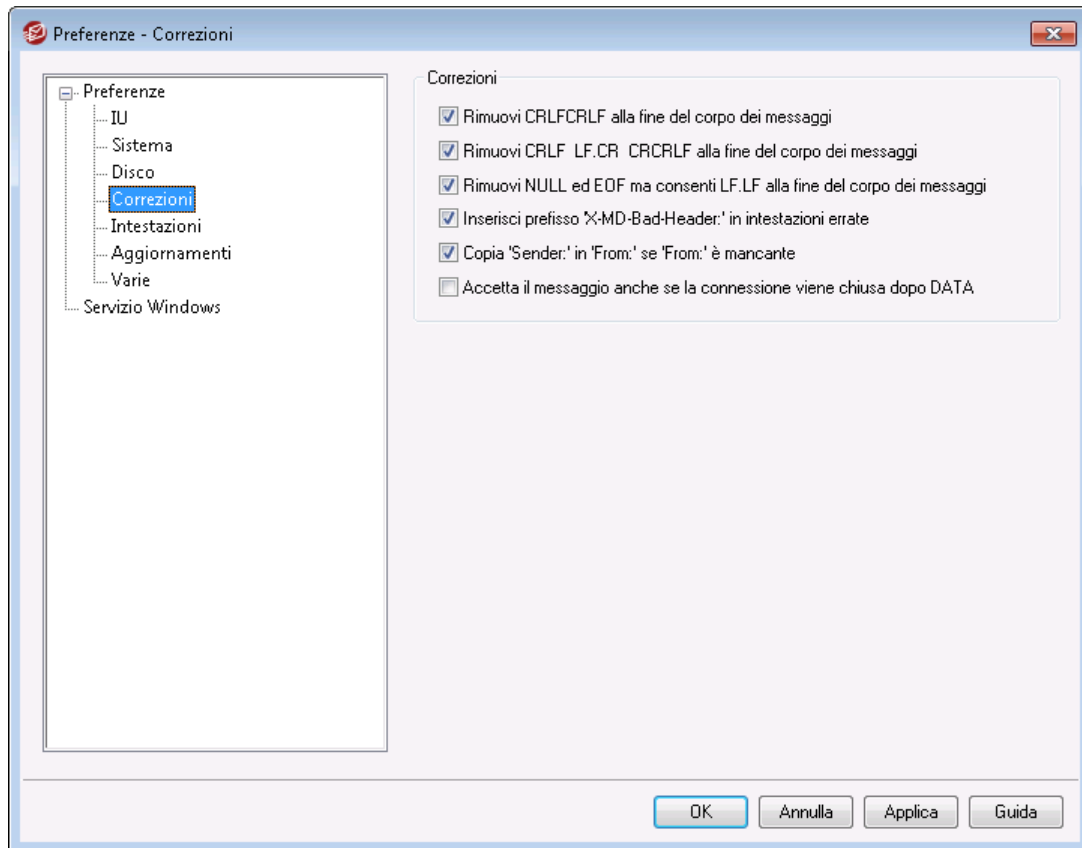 Preferenze - Correzioni
Preferenze
IU
Sistema
Disco
Correzioni
Intestazioni
Aggiornamenti
Varie
Servizio Windows
Correzioni
Rimuovi CRLFCRLF alla fine del corpo dei messaggi
Rimuovi CRLF  LF.CR  CRCRLF alla fine del corpo dei messaggi
Rimuovi NULL ed EOF ma consenti LF.LF alla fine del corpo dei messaggi
Inserisci prefisso 'X-MD-Bad-Header:' in intestazioni errate
Copia 'Sender:' in 'From:' se 'From:' è mancante
Accetta il messaggio anche se la connessione viene chiusa dopo DATA
OK
Annulla
Applica
Guida